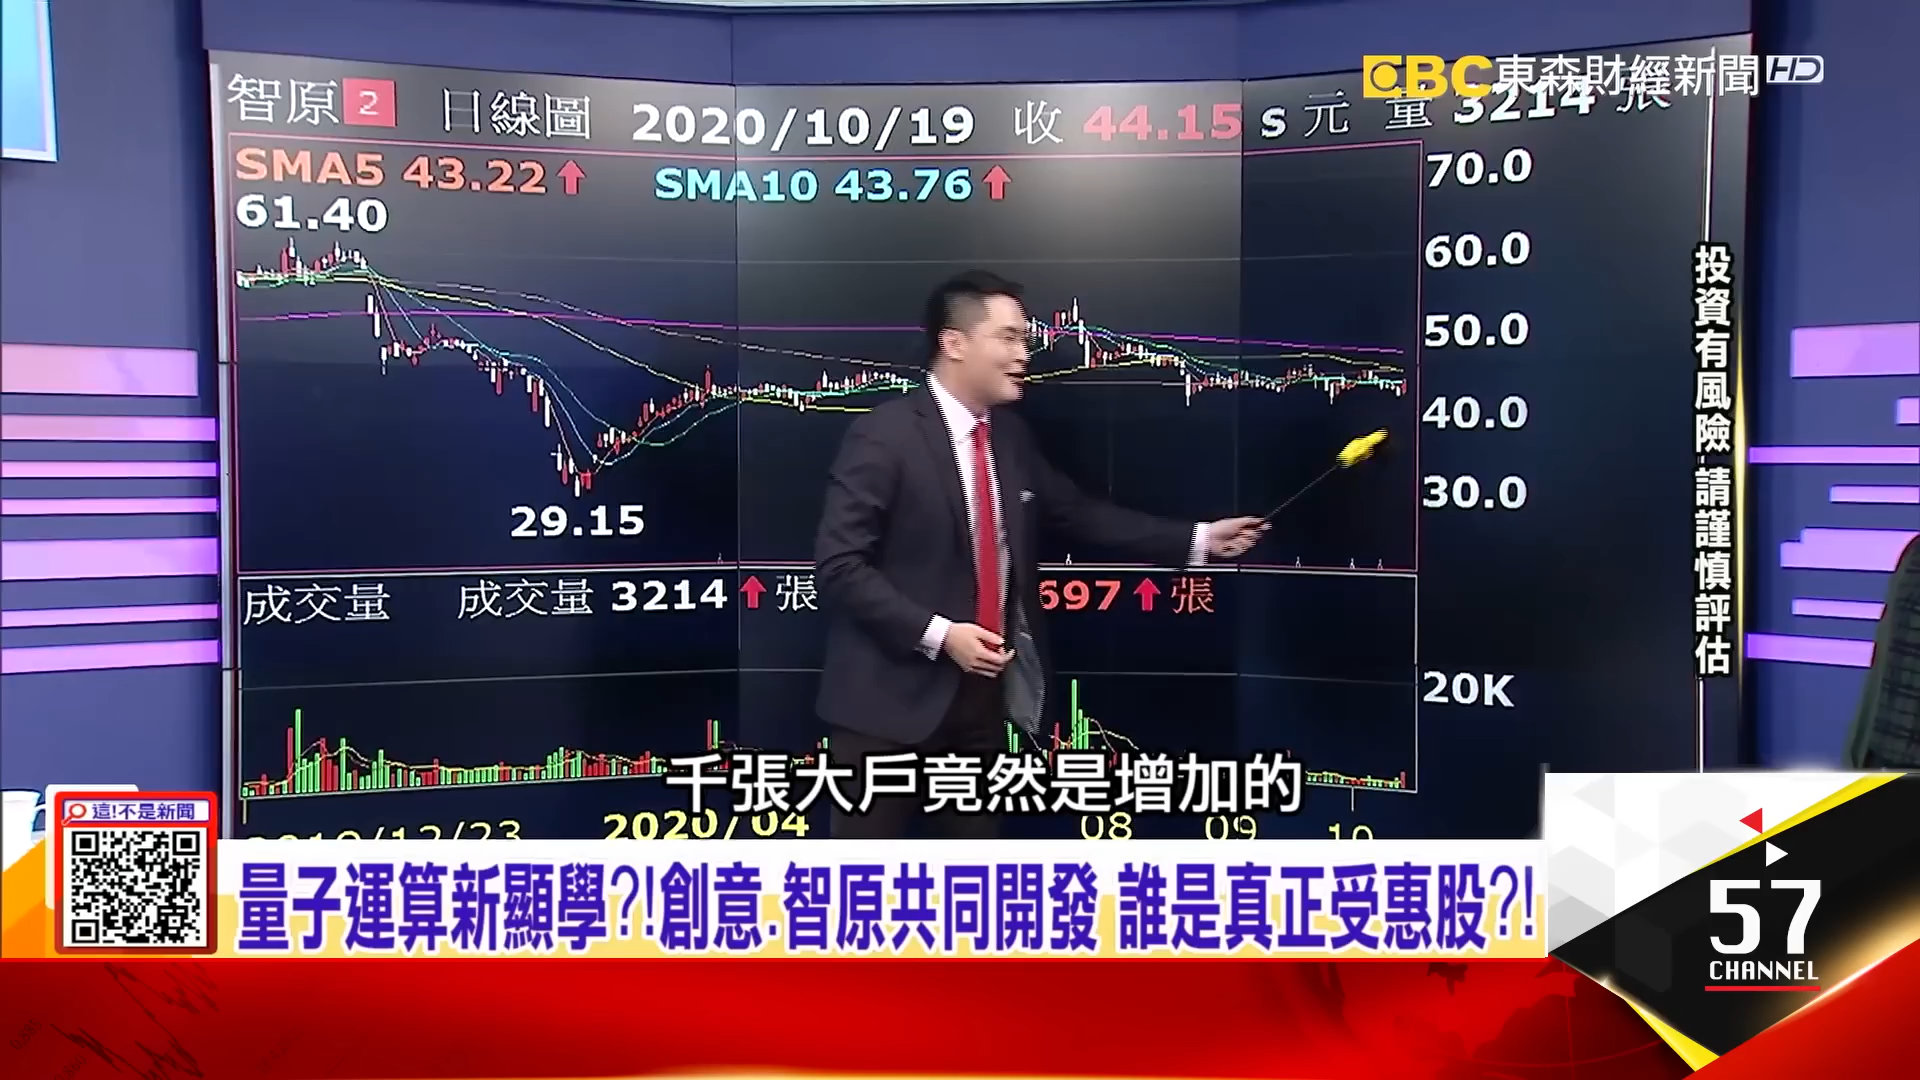 EBC 東森財經新聞 HD
智原 2 日線圖 2020/10/19 收 44.15 s 元 量 3214 張
SMA5 43.22 SMA10 43.76
61.40
70.0
60.0
50.0
40.0
30.0
29.15
投資有風險 請謹慎評估
成交量 成交量 3214 張 697 張
20K
千張大戶竟然是增加的
2019/12/23 2020/04 08 09 10
這!不是新聞
量子運算新顯學?!創意.智原共同開發 誰是真正受惠股?!
57
CHANNEL